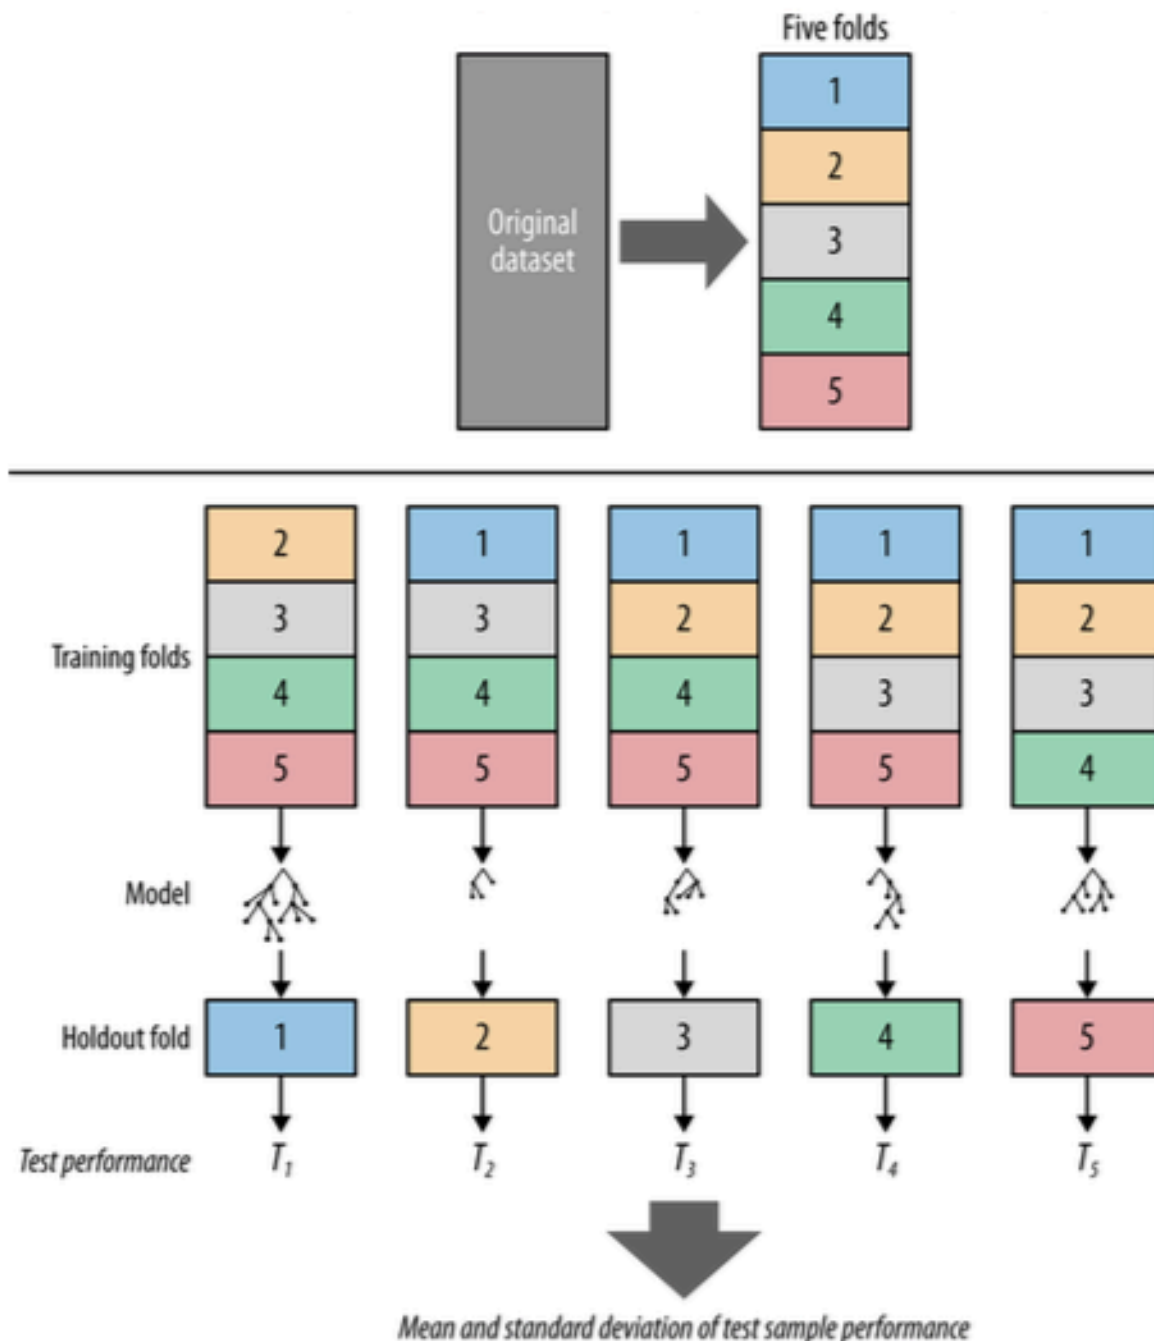 Five folds
Original
dataset
1
2
3
4
5
Training folds
2
3
4
5
1
3
4
5
1
2
4
5
1
2
3
5
1
2
3
4
Model
Holdout fold
1 2 3 4 5
Test performance T1 T2 T3 T4 T5
Mean and standard deviation of test sample performance